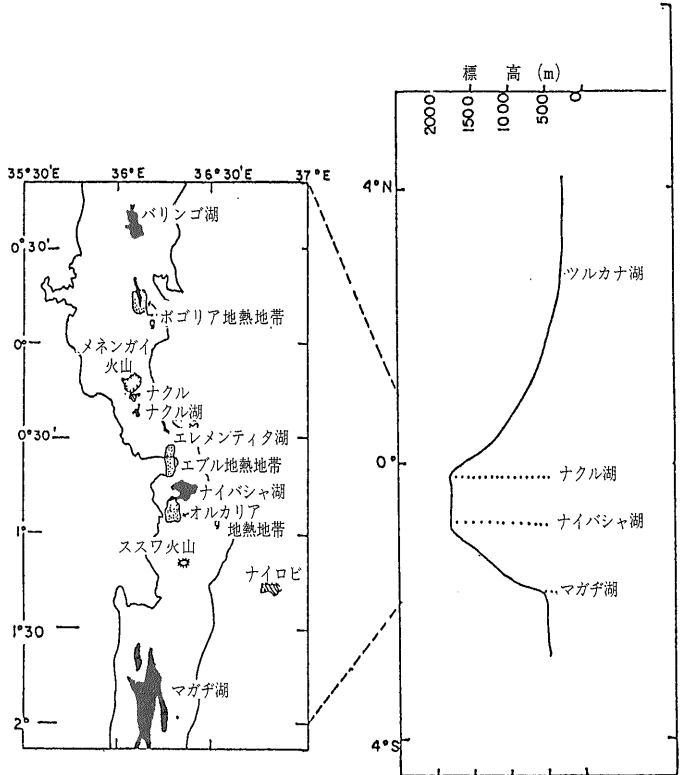 35°30'E
36°E
36°30'E
37°E
バリンゴ湖
0°30'
ボゴリア地熱地帯
0°
メネンガイ
火山
ナクル
ナクル湖
0°30'
エレメンティタ湖
エブル地熱地帯
ナイバシャ湖
オルカリア
地熱地帯
1°
ススワ火山
ナイロビ
1°30
マガヂ湖
2°
標 高 (m)
2000
1500
1000
500
0
4°N
ツルカナ湖
0°
ナクル湖
ナイバシャ湖
マガヂ湖
4°S